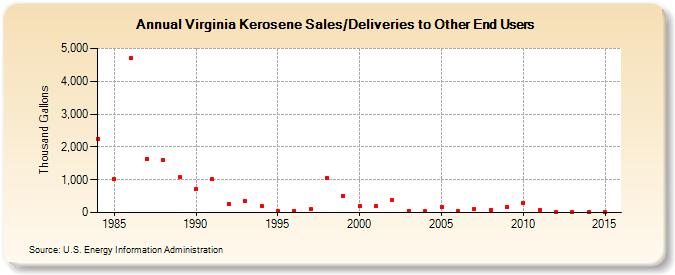 Annual Virginia Kerosene Sales/Deliveries to Other End Users
Thousand Gallons
5,000
4,000
3,000
2,000
1,000
0
1985 1990 1995 2000 2005 2010 2015
Source: U.S. Energy Information Administration